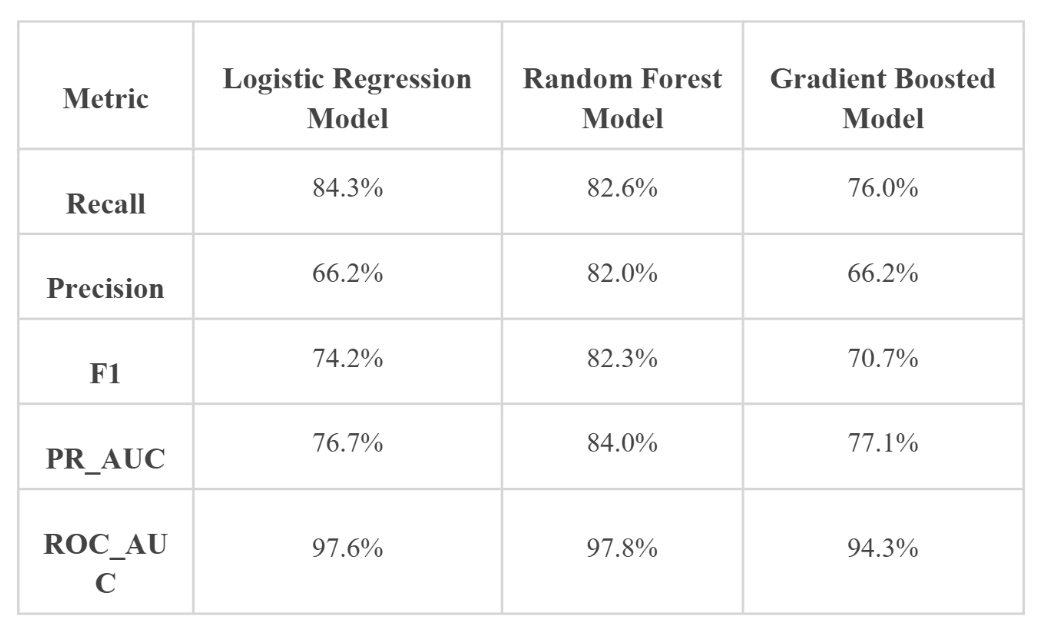 Metric
Logistic Regression
Model
Random Forest
Model
Gradient Boosted
Model
Recall
84.3%
82.6%
76.0%
Precision
66.2%
82.0%
66.2%
F1
74.2%
82.3%
70.7%
PR_AUC
76.7%
84.0%
77.1%
ROC_AU
C
97.6%
97.8%
94.3%